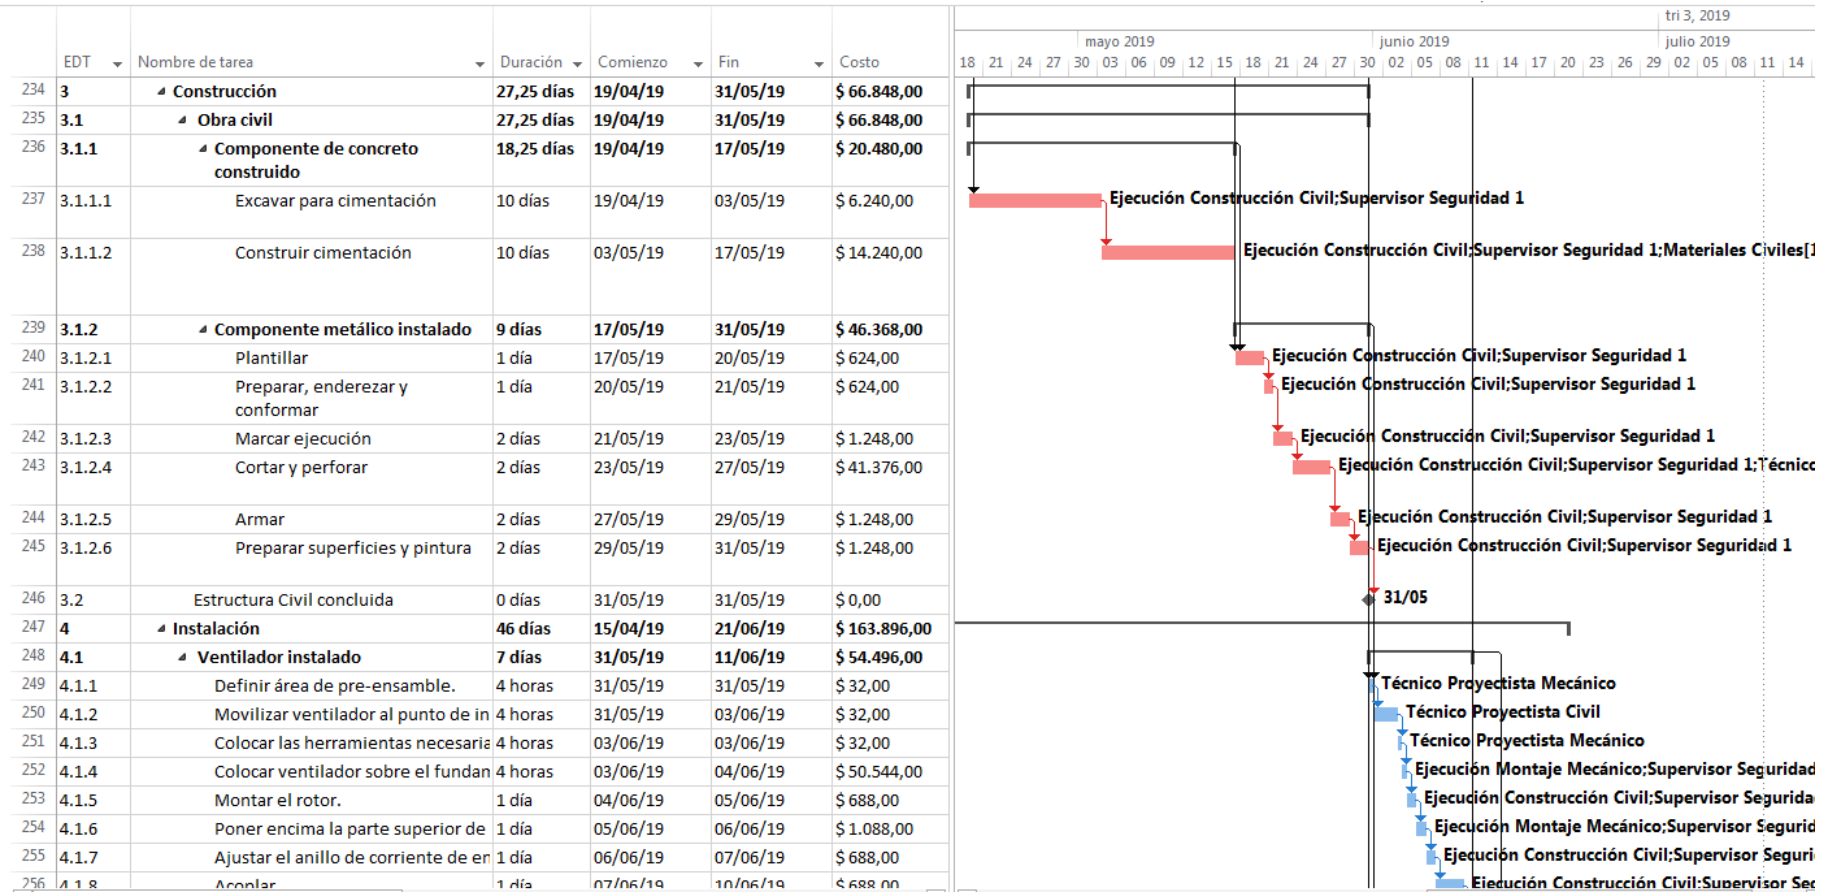 tri 3, 2019
mayo 2019 junio 2019 julio 2019
EDT Nombre de tarea Duración Comienzo Fin Costo 18 21 24 27 30 03 06 09 12 15 18 21 24 27 30 02 05 08 11 14 17 20 23 26 29 02 05 08 11 14
234 3 Construcción 27,25 días 19/04/19 31/05/19 $ 66.848,00
235 3.1 Obra civil 27,25 días 19/04/19 31/05/19 $ 66.848,00
236 3.1.1 Componente de concreto 18,25 días 19/04/19 17/05/19 $ 20.480,00
construido
237 3.1.1.1 Excavar para cimentación 10 días 19/04/19 03/05/19 $ 6.240,00 Ejecución Construcción Civil;Supervisor Seguridad 1
238 3.1.1.2 Construir cimentación 10 días 03/05/19 17/05/19 $ 14.240,00 Ejecución Construcción Civil;Supervisor Seguridad 1;Materiales Civiles[1
239 3.1.2 Componente metálico instalado 9 días 17/05/19 31/05/19 $ 46.368,00
240 3.1.2.1 Plantillar 1 día 17/05/19 20/05/19 $ 624,00 Ejecución Construcción Civil;Supervisor Seguridad 1
241 3.1.2.2 Preparar, enderezar y 1 día 20/05/19 21/05/19 $ 624,00 Ejecución Construcción Civil;Supervisor Seguridad 1
conformar
242 3.1.2.3 Marcar ejecución 2 días 21/05/19 23/05/19 $ 1.248,00 Ejecución Construcción Civil;Supervisor Seguridad 1
243 3.1.2.4 Cortar y perforar 2 días 23/05/19 27/05/19 $ 41.376,00 Ejecución Construcción Civil;Supervisor Seguridad 1;Técnico
244 3.1.2.5 Armar 2 días 27/05/19 29/05/19 $ 1.248,00 Ejecución Construcción Civil;Supervisor Seguridad 1
245 3.1.2.6 Preparar superficies y pintura 2 días 29/05/19 31/05/19 $ 1.248,00 Ejecución Construcción Civil;Supervisor Seguridad 1
246 3.2 Estructura Civil concluida 0 días 31/05/19 31/05/19 $ 0,00 31/05
247 4 Instalación 46 días 15/04/19 21/06/19 $ 163.896,00
248 4.1 Ventilador instalado 7 días 31/05/19 11/06/19 $ 54.496,00
249 4.1.1 Definir área de pre-ensamble. 4 horas 31/05/19 31/05/19 $ 32,00 Técnico Proyectista Mecánico
250 4.1.2 Movilizar ventilador al punto de in 4 horas 31/05/19 03/06/19 $ 32,00 Técnico Proyectista Civil
251 4.1.3 Colocar las herramientas necesaria 4 horas 03/06/19 03/06/19 $ 32,00 Técnico Proyectista Mecánico
252 4.1.4 Colocar ventilador sobre el fundan 4 horas 03/06/19 04/06/19 $ 50.544,00 Ejecución Montaje Mecánico;Supervisor Seguridad
253 4.1.5 Montar el rotor. 1 día 04/06/19 05/06/19 $ 688,00 Ejecución Construcción Civil;Supervisor Segurida
254 4.1.6 Poner encima la parte superior de 1 día 05/06/19 06/06/19 $ 1.088,00 Ejecución Montaje Mecánico;Supervisor Segurid
255 4.1.7 Ajustar el anillo de corriente de en 1 día 06/06/19 07/06/19 $ 688,00 Ejecución Construcción Civil;Supervisor Seguri
256 4.1.8 Acoplar 1 día 07/06/19 10/06/19 $ 688,00 Ejecución Construcción Civil;Supervisor Seg